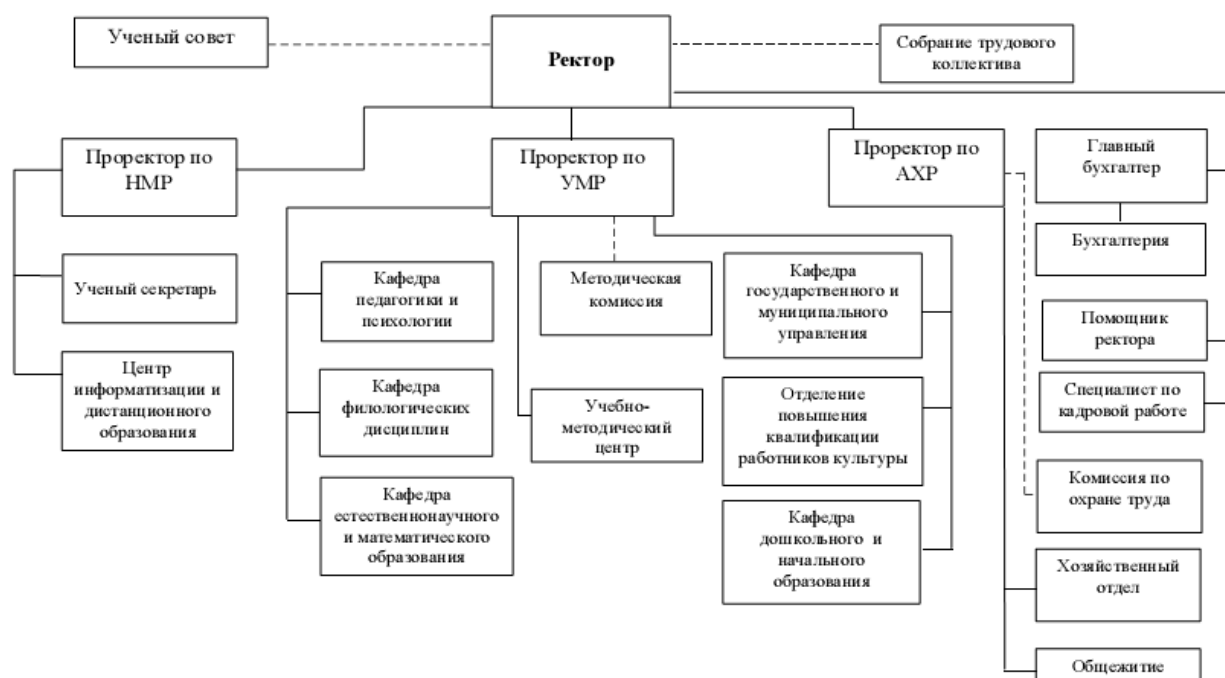 Ученый совет
Ректор
Собрание трудового
коллектива
Проректор по
НМР
Проректор по
УМР
Проректор по
АХР
Главный
бухгалтер
Бухгалтерия
Ученый секретарь
Кафедра
педагогики и
психологии
Методическая
комиссия
Кафедра
государственного и
муниципального
управления
Помощник
ректора
Центр
информатизации и
дистанционного
образования
Кафедра
филологических
дисциплин
Учебно-
методический
центр
Отделение
повышения
квалификации
работников культуры
Специалист по
кадровой работе
Кафедра
естественнонаучного
и математического
образования
Кафедра
дошкольного и
начального
образования
Комиссия по
охране труда
Хозяйственный
отдел
Общежитие